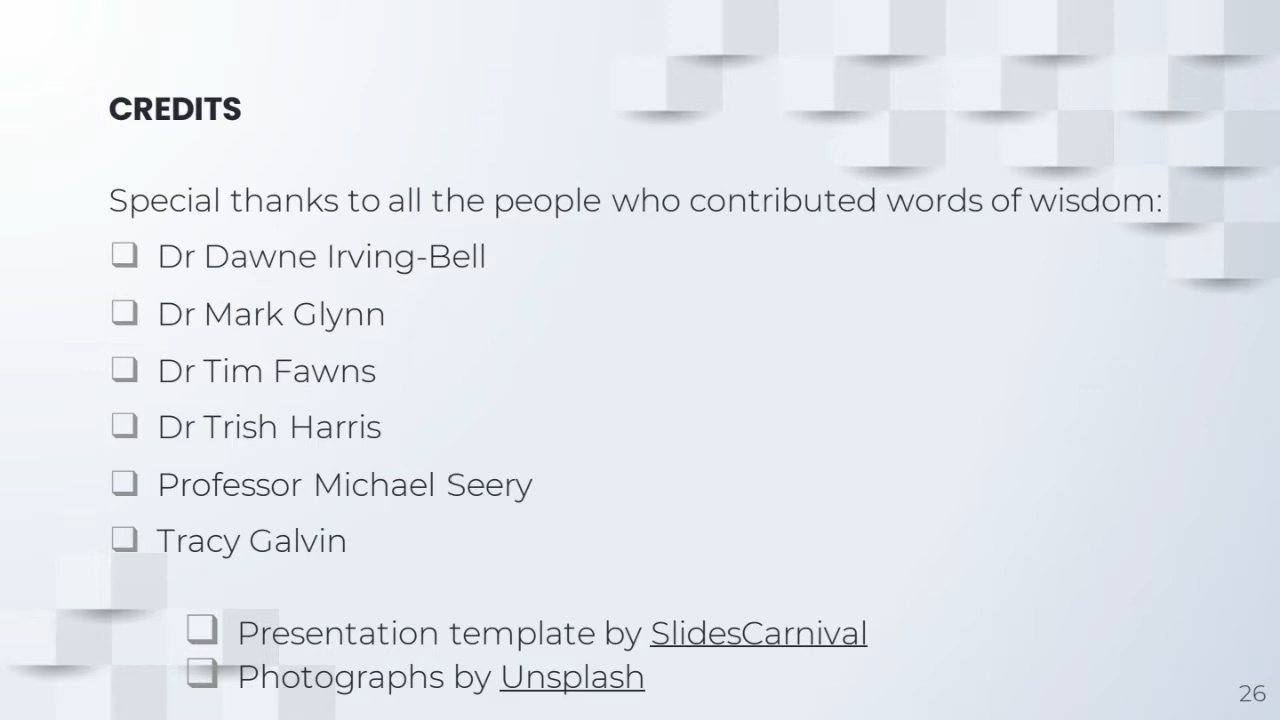 CREDITS
Special thanks to all the people who contributed words of wisdom:
❑ Dr Dawne Irving-Bell
❑ Dr Mark Glynn
❑ Dr Tim Fawns
❑ Dr Trish Harris
❑ Professor Michael Seery
❑ Tracy Galvin
❑ Presentation template by SlidesCarnival
❑ Photographs by Unsplash
26